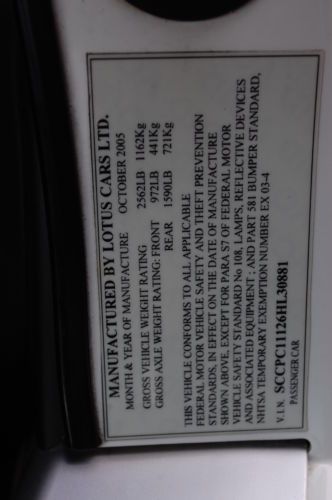 MANUFACTURED BY LOTUS CARS LTD.
MONTH & YEAR OF MANUFACTURE OCTOBER 2005
GROSS VEHICLE WEIGHT RATING 2562LB 1162Kg
GROSS AXLE WEIGHT RATING: FRONT 972LB 441Kg
REAR 1590LB 721Kg
THIS VEHICLE CONFORMS TO ALL APPLICABLE
FEDERAL MOTOR VEHICLE SAFETY AND THEFT PREVENTION
STANDARDS, IN EFFECT ON THE DATE OF MANUFACTURE
SHOWN ABOVE, EXCEPT FOR PARA S7 OF FEDERAL MOTOR
VEHICLE SAFETY STANDARD No 108, LAMPS, REFLECTIVE DEVICES
AND ASSOCIATED EQUIPMENT ; AND PART 581 BUMPER STANDARD,
NHTSA TEMPORARY EXEMPTION NUMBER EX 03-4
V.I.N. SCCPC11126HL30881
PASSENGER CAR